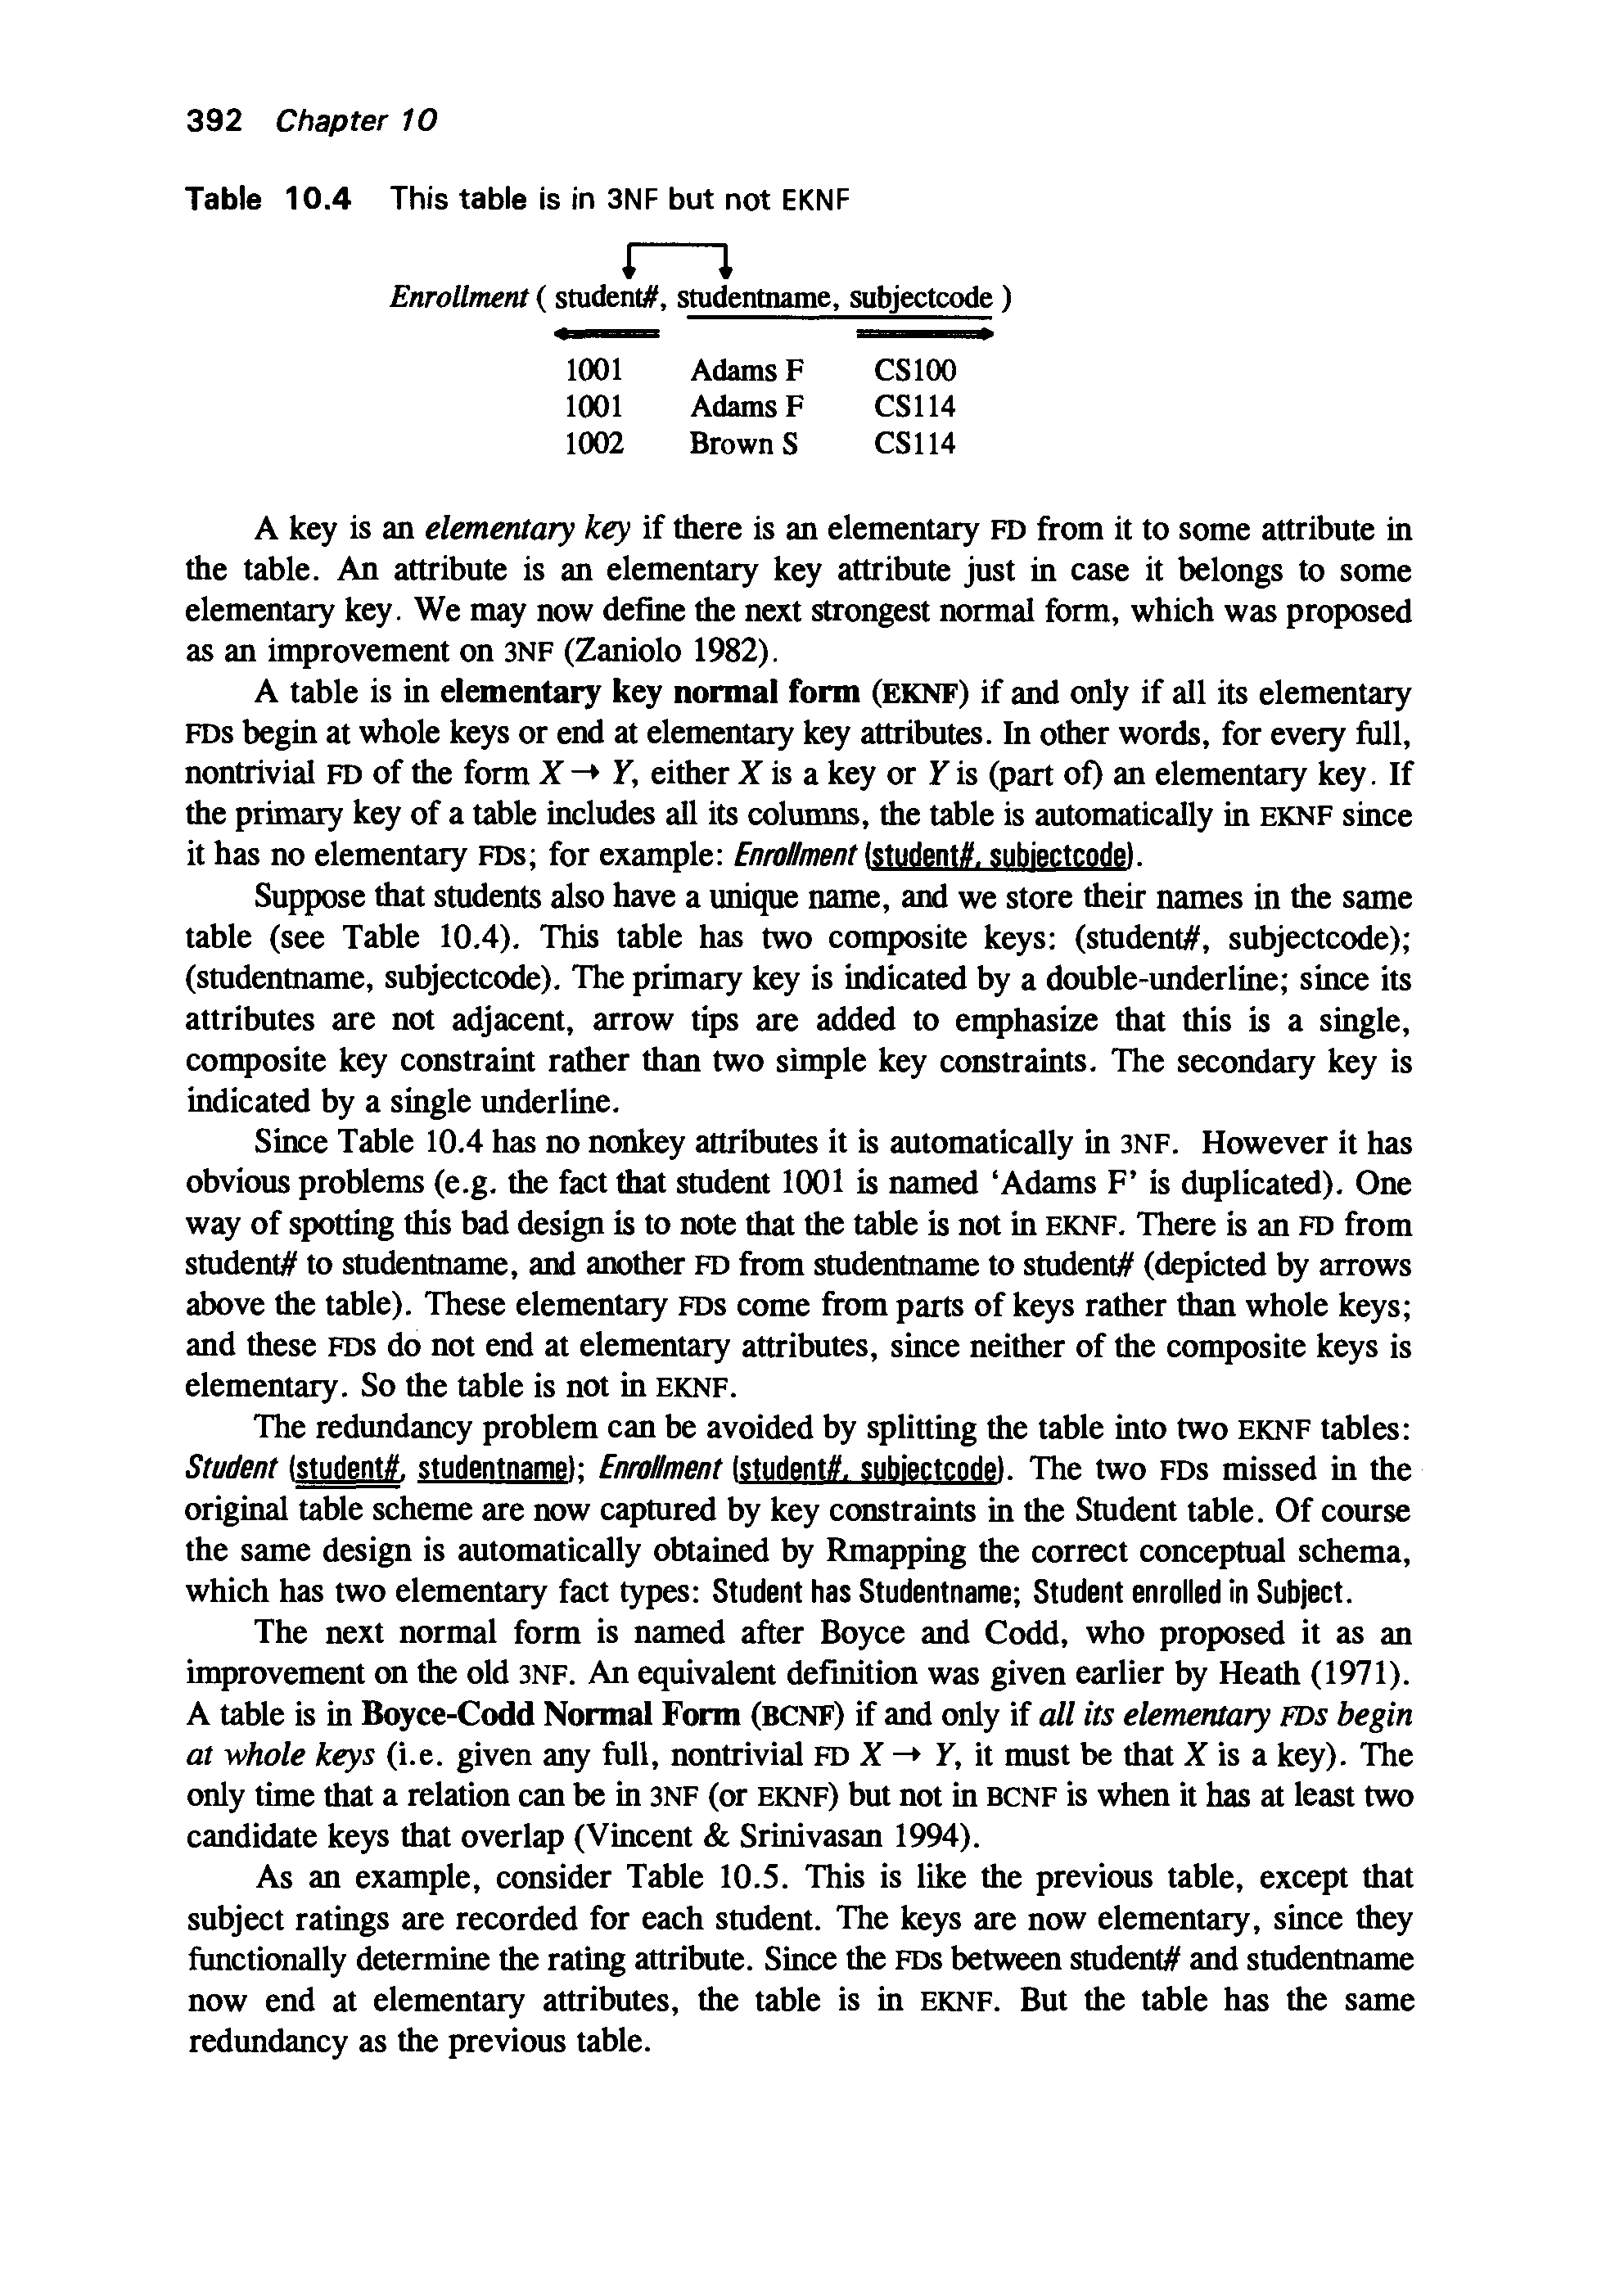 392 Chapter 10
Table 10.4 This table is in 3NF but not EKNF
Enrollment ( student#, studentname, subjectcode )
1001 Adams F CS100
1001 Adams F CS114
1002 Brown S CS114
A key is an elementary key if there is an elementary FD from it to some attribute in
the table. An attribute is an elementary key attribute just in case it belongs to some
elementary key. We may now define the next strongest normal form, which was proposed
as an improvement on 3NF (Zaniolo 1982).
A table is in elementary key normal form (EKNF) if and only if all its elementary
FDs begin at whole keys or end at elementary key attributes. In other words, for every full,
nontrivial FD of the form X → Y, either X is a key or Y is (part of) an elementary key. If
the primary key of a table includes all its columns, the table is automatically in EKNF since
it has no elementary FDs; for example: Enrollment (student#, subjectcode).
Suppose that students also have a unique name, and we store their names in the same
table (see Table 10.4). This table has two composite keys: (student#, subjectcode);
(studentname, subjectcode). The primary key is indicated by a double-underline; since its
attributes are not adjacent, arrow tips are added to emphasize that this is a single,
composite key constraint rather than two simple key constraints. The secondary key is
indicated by a single underline.
Since Table 10.4 has no nonkey attributes it is automatically in 3NF. However it has
obvious problems (e.g. the fact that student 1001 is named ‘Adams F’ is duplicated). One
way of spotting this bad design is to note that the table is not in EKNF. There is an FD from
student# to studentname, and another FD from studentname to student# (depicted by arrows
above the table). These elementary FDs come from parts of keys rather than whole keys;
and these FDs do not end at elementary attributes, since neither of the composite keys is
elementary. So the table is not in EKNF.
The redundancy problem can be avoided by splitting the table into two EKNF tables:
Student (student#, studentname); Enrollment (student#, subjectcode). The two FDs missed in the
original table scheme are now captured by key constraints in the Student table. Of course
the same design is automatically obtained by Rmapping the correct conceptual schema,
which has two elementary fact types: Student has Studentname; Student enrolled in Subject.
The next normal form is named after Boyce and Codd, who proposed it as an
improvement on the old 3NF. An equivalent definition was given earlier by Heath (1971).
A table is in Boyce-Codd Normal Form (BCNF) if and only if all its elementary FDs begin
at whole keys (i.e. given any full, nontrivial FD X → Y, it must be that X is a key). The
only time that a relation can be in 3NF (or EKNF) but not in BCNF is when it has at least two
candidate keys that overlap (Vincent & Srinivasan 1994).
As an example, consider Table 10.5. This is like the previous table, except that
subject ratings are recorded for each student. The keys are now elementary, since they
functionally determine the rating attribute. Since the FDs between student# and studentname
now end at elementary attributes, the table is in EKNF. But the table has the same
redundancy as the previous table.